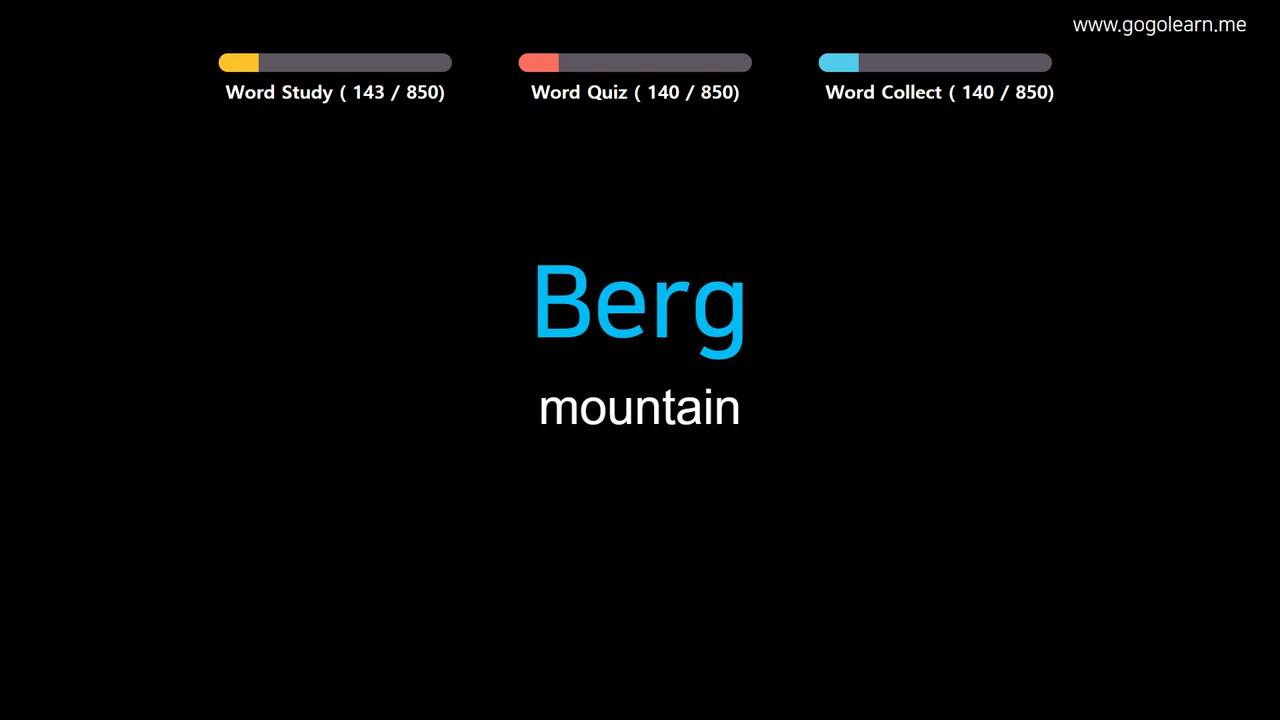 www.gogolearn.me
Word Study ( 143 / 850)
Word Quiz ( 140 / 850)
Word Collect ( 140 / 850)
Berg
mountain